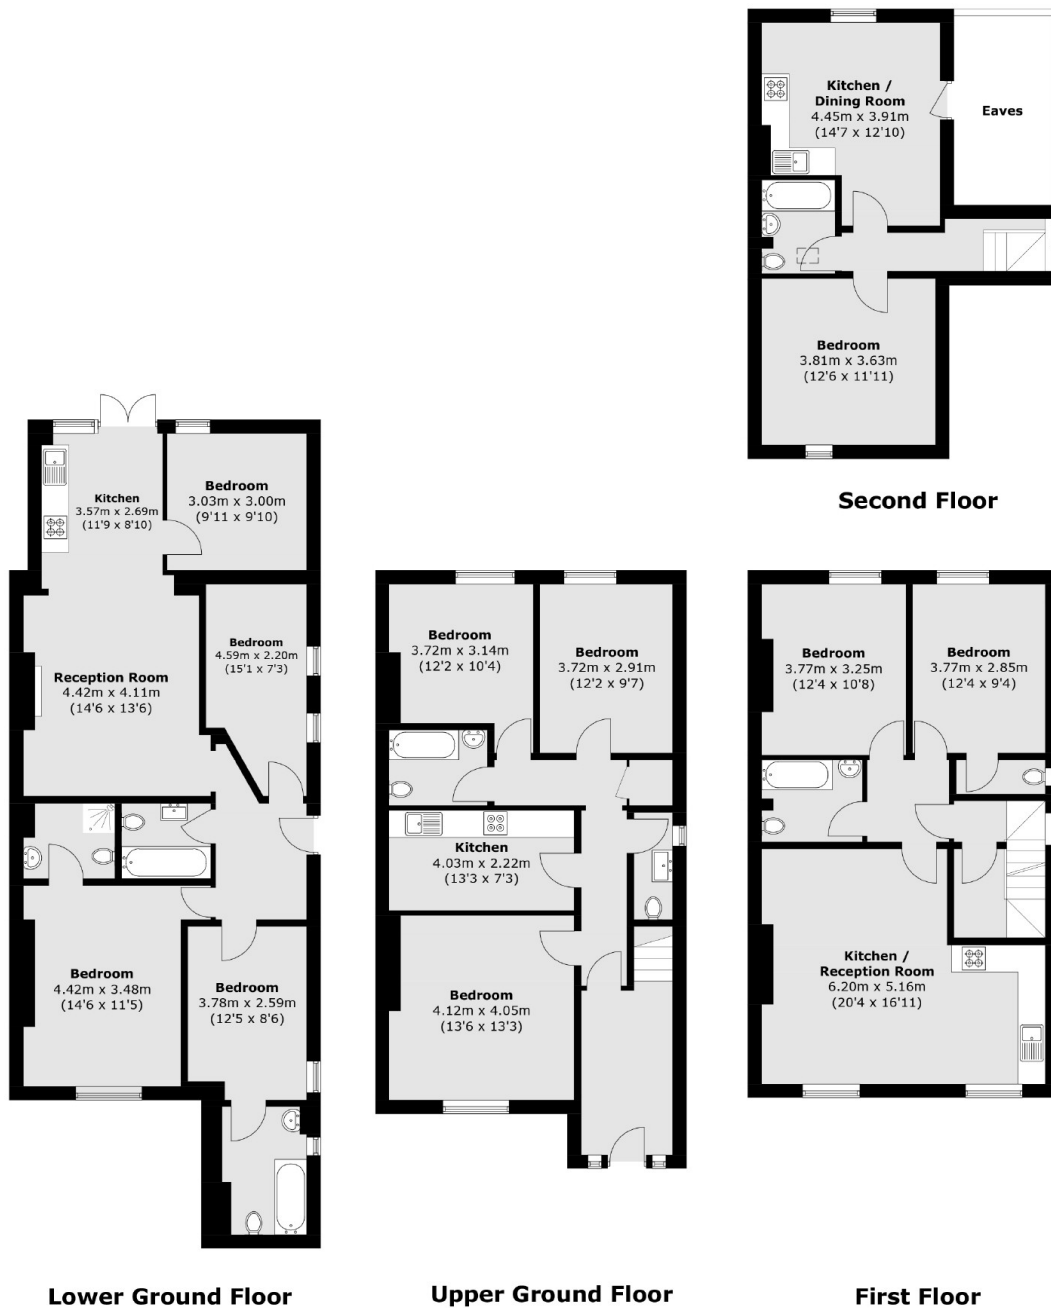 Kitchen /
Dining Room
4.45m x 3.91m
(14'7 x 12'10)
Eaves
Bedroom
3.81m x 3.63m
(12'6 x 11'11)
Second Floor
Kitchen
3.57m x 2.69m
(11'9 x 8'10)
Bedroom
3.03m x 3.00m
(9'11 x 9'10)
Bedroom
4.59m x 2.20m
(15'1 x 7'3)
Reception Room
4.42m x 4.11m
(14'6 x 13'6)
Bedroom
4.42m x 3.48m
(14'6 x 11'5)
Bedroom
3.78m x 2.59m
(12'5 x 8'6)
Lower Ground Floor
Bedroom
3.72m x 3.14m
(12'2 x 10'4)
Bedroom
3.72m x 2.91m
(12'2 x 9'7)
Kitchen
4.03m x 2.22m
(13'3 x 7'3)
Bedroom
4.12m x 4.05m
(13'6 x 13'3)
Upper Ground Floor
Bedroom
3.77m x 3.25m
(12'4 x 10'8)
Bedroom
3.77m x 2.85m
(12'4 x 9'4)
Kitchen /
Reception Room
6.20m x 5.16m
(20'4 x 16'11)
First Floor